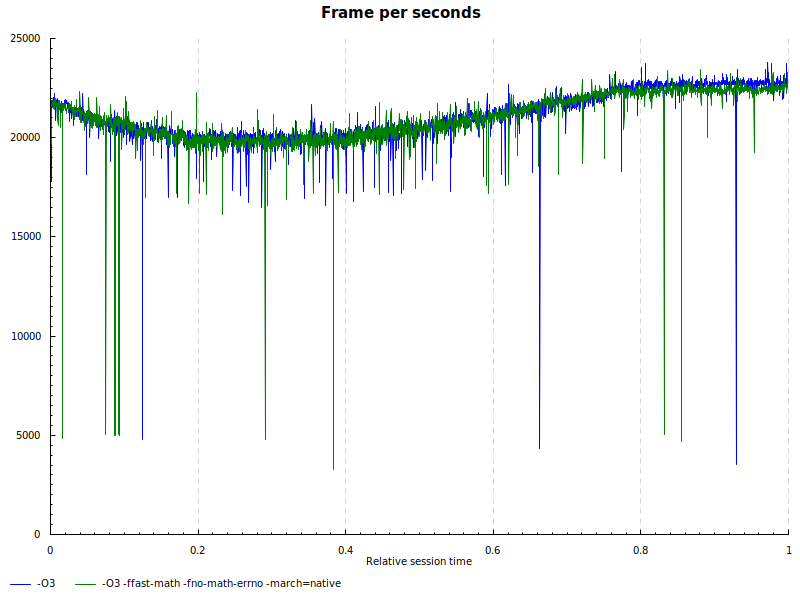 Frame per seconds
25000
20000
15000
10000
5000
0
0 0.2 0.4 0.6 0.8 1
Relative session time
-O3 -O3 -ffast-math -fno-math-errno -march=native